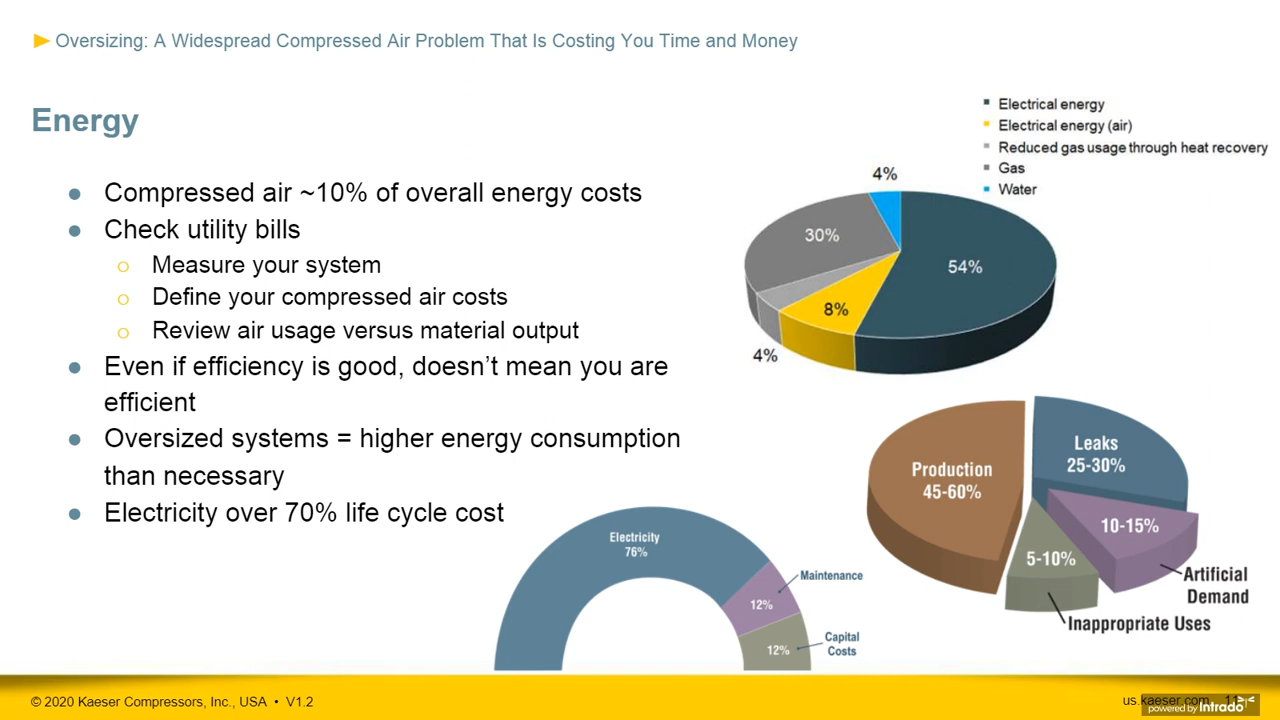 Oversizing: A Widespread Compressed Air Problem That Is Costing You Time and Money
Energy
Compressed air ~10% of overall energy costs
Check utility bills
Measure your system
Define your compressed air costs
Review air usage versus material output
Even if efficiency is good, doesn’t mean you are
efficient
Oversized systems = higher energy consumption
than necessary
Electricity over 70% life cycle cost
Electrical energy
Electrical energy (air)
Reduced gas usage through heat recovery
Gas
Water
4%
30%
54%
8%
4%
Leaks
25-30%
Production
45-60%
10-15%
5-10%
Artificial
Demand
Inappropriate Uses
Electricity
76%
Maintenance
12%
Capital
Costs
12%
© 2020 Kaeser Compressors, Inc., USA • V1.2
us.kaeser.com
powered by Intrado